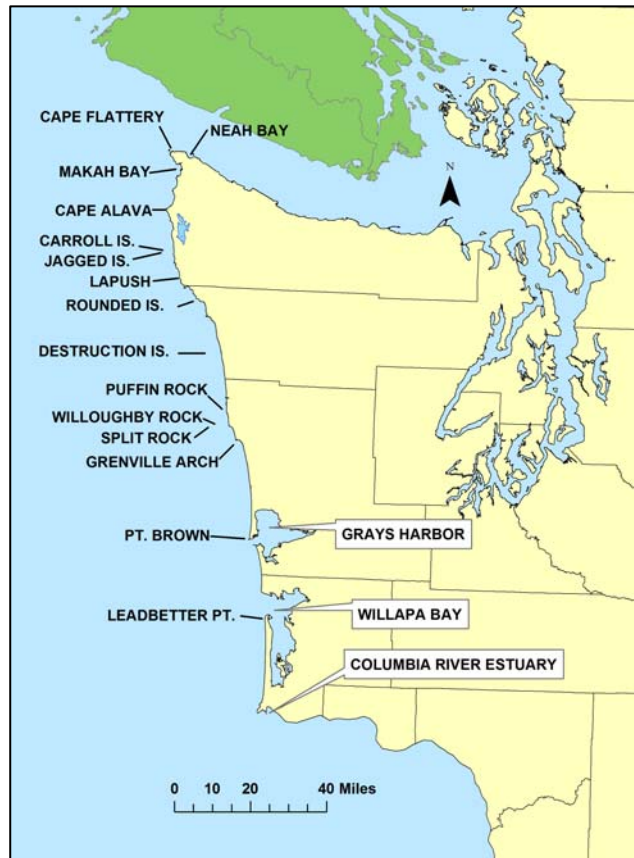 CAPE FLATTERY
NEAH BAY
N
MAKAH BAY
CAPE ALAVA
CARROLL IS.
JAGGED IS.
LAPUSH
ROUNDED IS.
DESTRUCTION IS.
PUFFIN ROCK
WILLOUGHBY ROCK
SPLIT ROCK
GRENVILLE ARCH
PT. BROWN
GRAYS HARBOR
LEADBETTER PT.
WILLAPA BAY
COLUMBIA RIVER ESTUARY
0 10 20 40 Miles